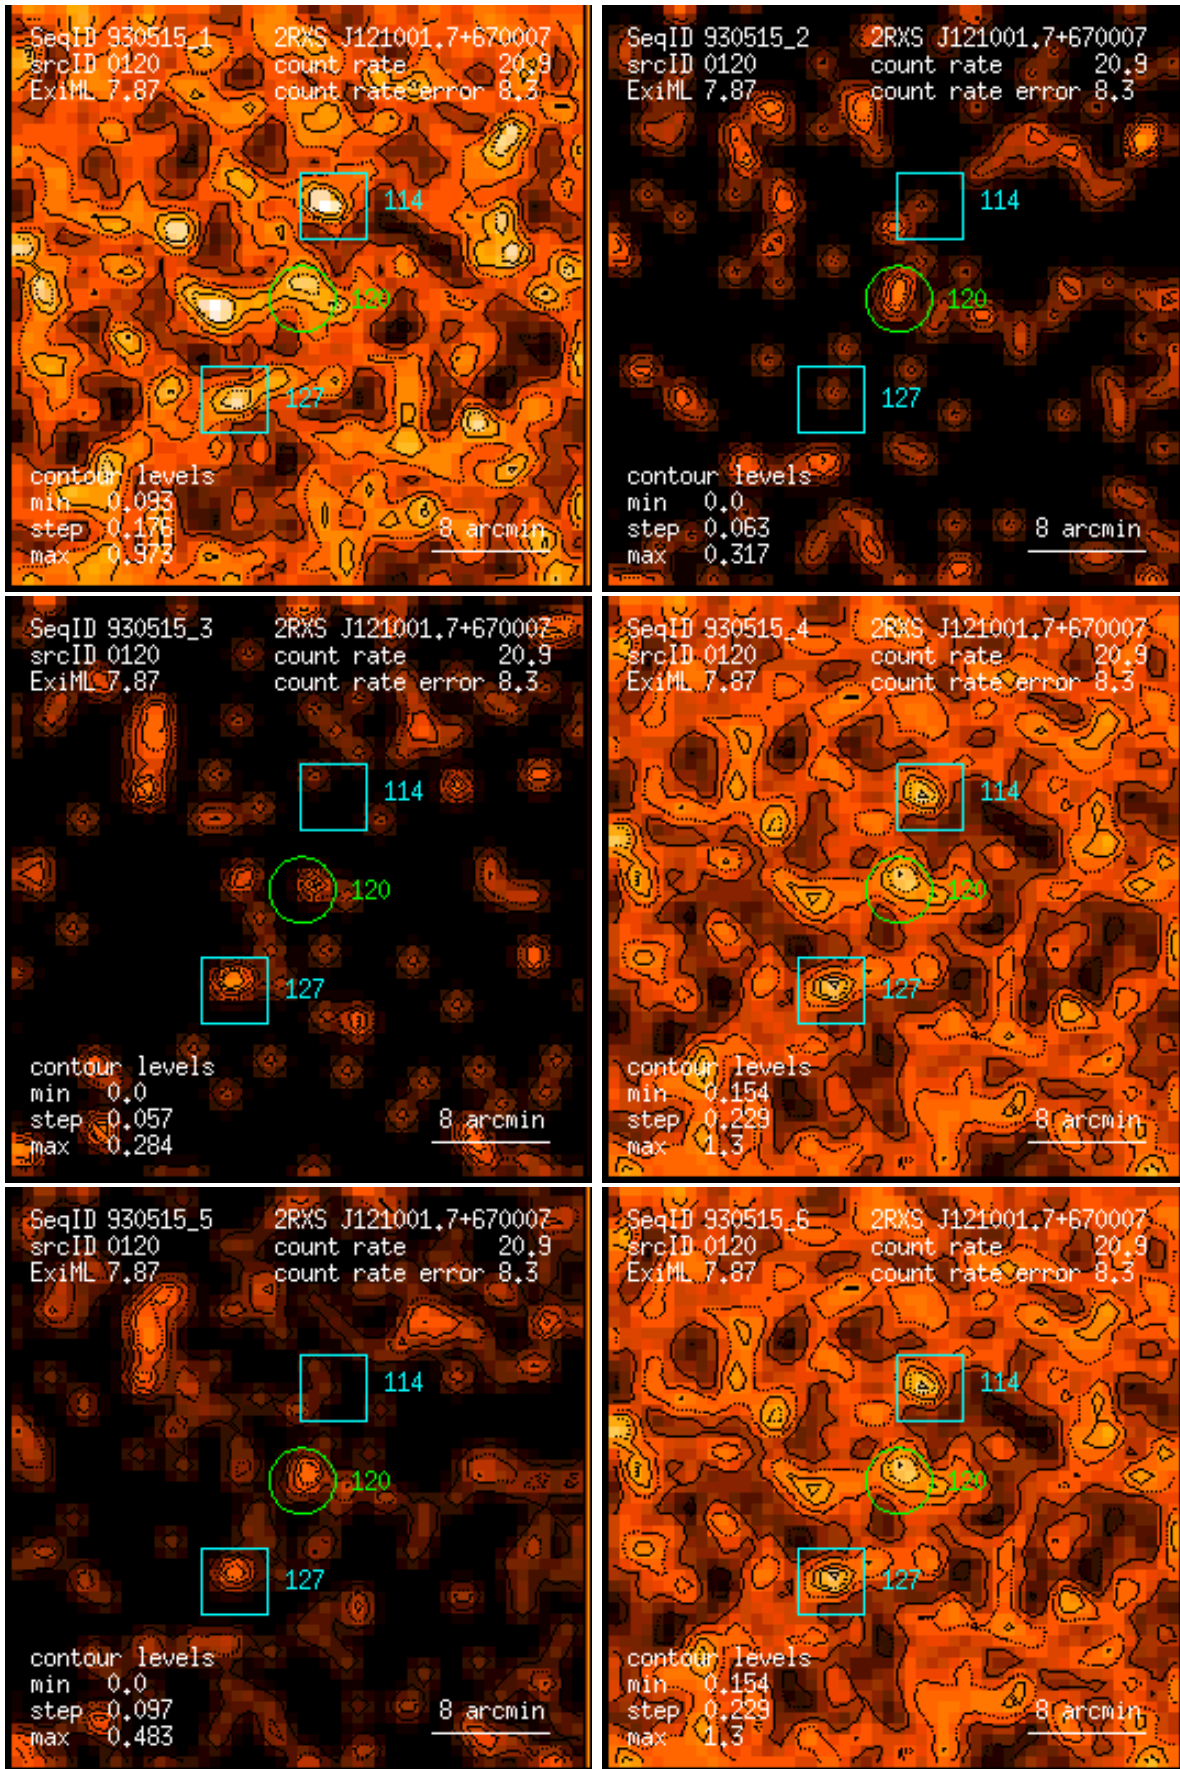 SeqID 930515_1 2RXS J121001.7+670007
srcID 0120 count rate 20.9
ExiML 7.87 count rate error 8.3
114
120
127
contour levels
min 0.093
step 0.176
max 0.973
8 arcmin
SeqID 930515_2 2RXS J121001.7+670007
srcID 0120 count rate 20.9
ExiML 7.87 count rate error 8.3
114
120
127
contour levels
min 0.0
step 0.063
max 0.317
8 arcmin
SeqID 930515_3 2RXS J121001.7+670007
srcID 0120 count rate 20.9
ExiML 7.87 count rate error 8.3
114
120
127
contour levels
min 0.0
step 0.057
max 0.284
8 arcmin
SeqID 930515_4 2RXS J121001.7+670007
srcID 0120 count rate 20.9
ExiML 7.87 count rate error 8.3
114
120
127
contour levels
min 0.154
step 0.229
max 1.3
8 arcmin
SeqID 930515_5 2RXS J121001.7+670007
srcID 0120 count rate 20.9
ExiML 7.87 count rate error 8.3
114
120
127
contour levels
min 0.0
step 0.097
max 0.483
8 arcmin
SeqID 930515_6 2RXS J121001.7+670007
srcID 0120 count rate 20.9
ExiML 7.87 count rate error 8.3
114
120
127
contour levels
min 0.154
step 0.229
max 1.3
8 arcmin